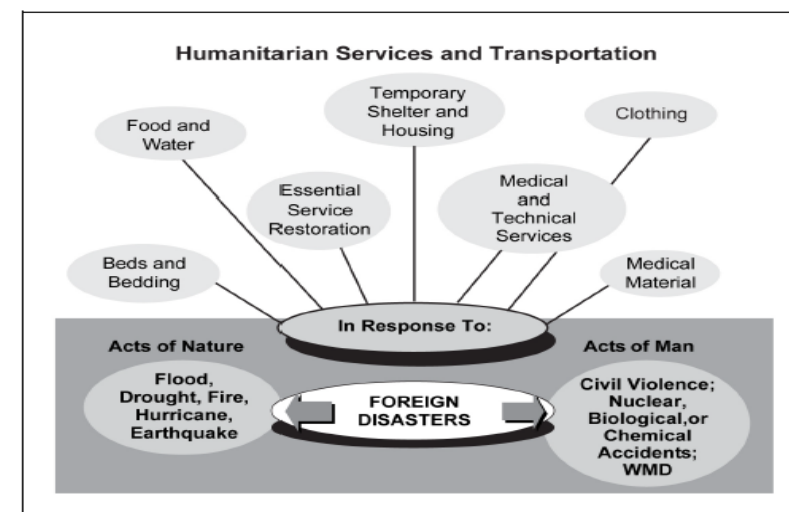 Humanitarian Services and Transportation
Temporary
Shelter and
Housing
Clothing
Food and
Water
Essential
Service
Restoration
Medical
and
Technical
Services
Beds and
Bedding
Medical
Material
In Response To:
Acts of Nature
Acts of Man
Flood,
Drought, Fire,
Hurricane,
Earthquake
FOREIGN
DISASTERS
Civil Violence;
Nuclear,
Biological,or
Chemical
Accidents;
WMD